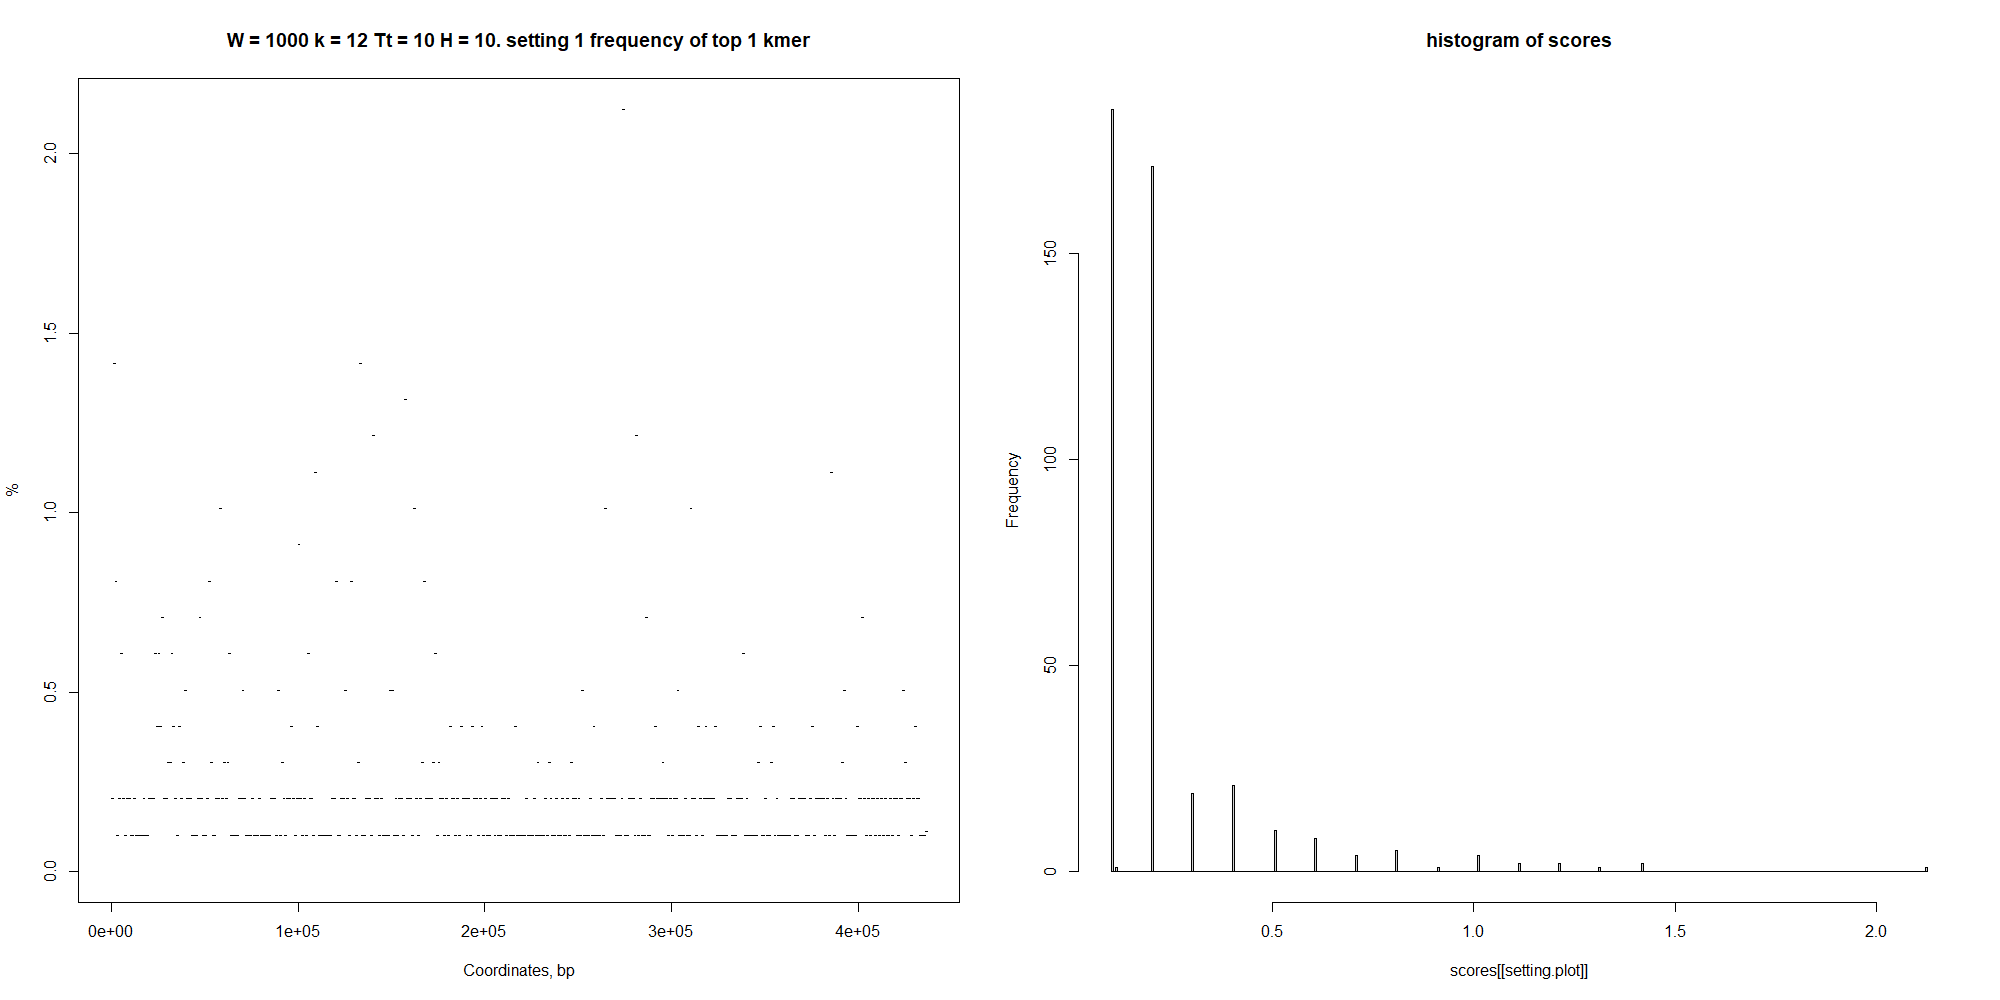 W = 1000 k = 12 Tt = 10 H = 10. setting 1 frequency of top 1 kmer
%
2.0
1.5
1.0
0.5
0.0
0e+00 1e+05 2e+05 3e+05 4e+05
Coordinates, bp
histogram of scores
Frequency
150
100
50
0
0.5 1.0 1.5 2.0
scores[[setting.plot]]